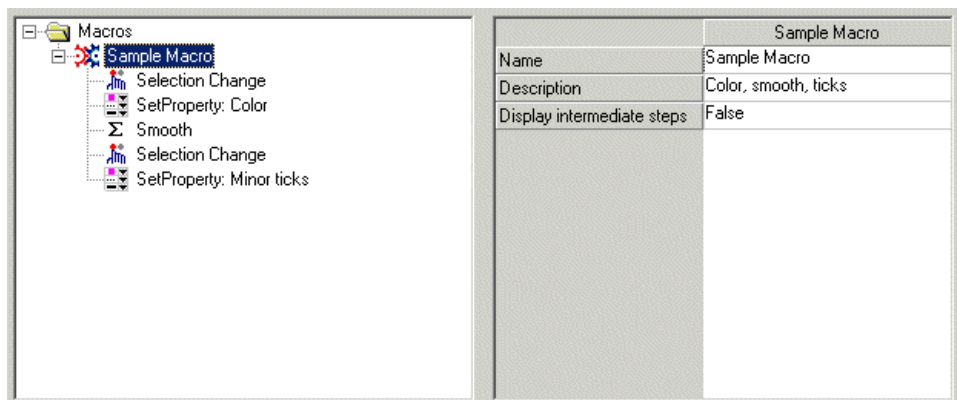 Macros
Sample Macro
Selection Change
SetProperty: Color
Σ Smooth
Selection Change
SetProperty: Minor ticks
Sample Macro
Name Sample Macro
Description Color, smooth, ticks
Display intermediate steps False